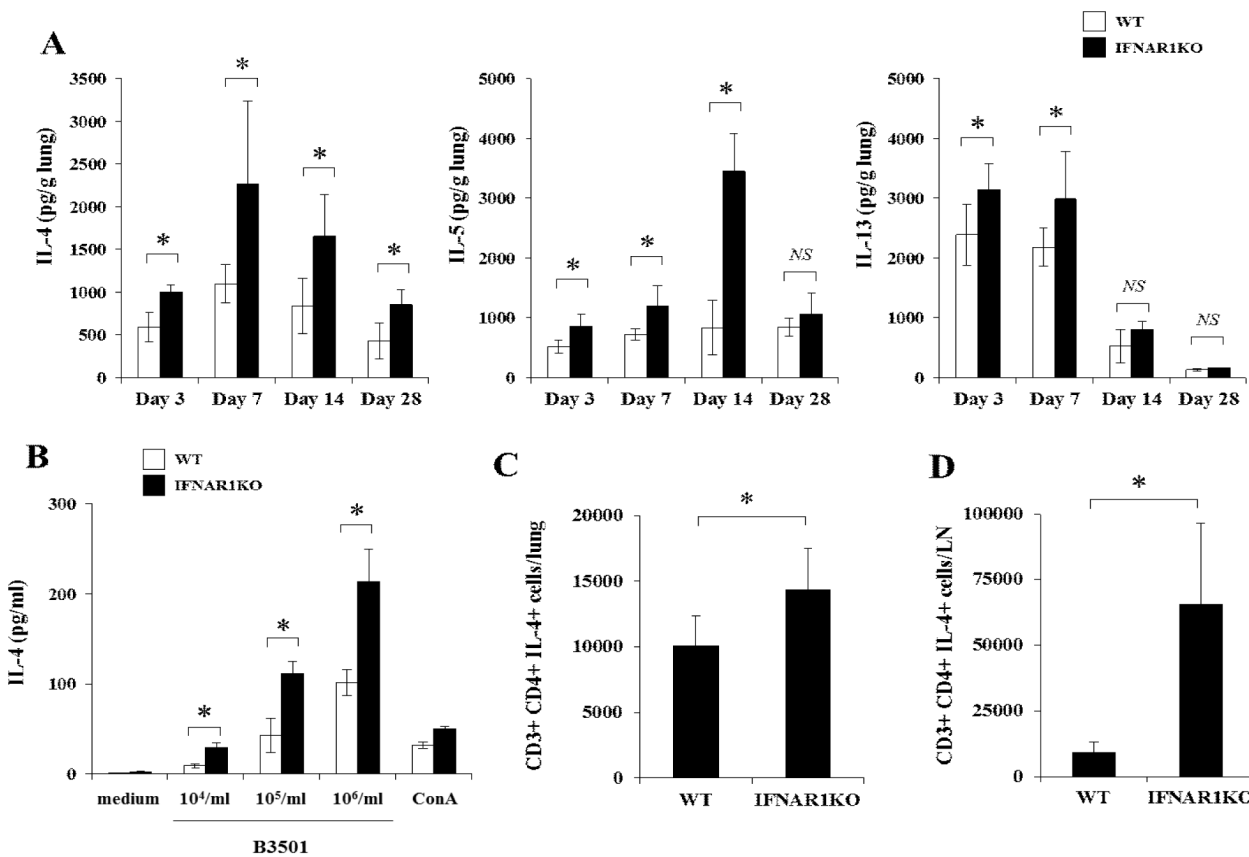 WT
IFNAR1KO
A
IL-4 (pg/g lung)
3500
3000
2500
2000
1500
1000
500
0
*
*
*
*
Day 3 Day 7 Day 14 Day 28
IL-5 (pg/g lung)
5000
4000
3000
2000
1000
0
*
*
*
NS
Day 3 Day 7 Day 14 Day 28
IL-13 (pg/g lung)
5000
4000
3000
2000
1000
0
*
*
NS
NS
Day 3 Day 7 Day 14 Day 28
B
WT
IFNAR1KO
IL-4 (pg/ml)
300
200
100
0
*
*
*
medium 10⁴/ml 10⁵/ml 10⁶/ml ConA
B3501
C
CD3+ CD4+ IL-4+ cells/lung
20000
15000
10000
5000
0
*
WT IFNAR1KO
D
CD3+ CD4+ IL-4+ cells/LN
100000
75000
50000
25000
0
*
WT IFNAR1KO